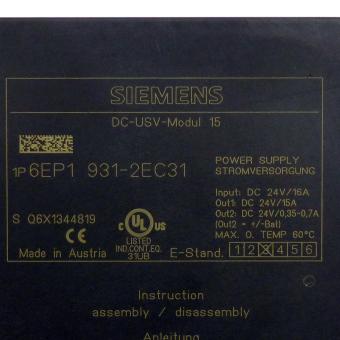 SIEMENS
DC-USV-Modul 15
1P 6EP1 931-2EC31
POWER SUPPLY
STROMVERSORGUNG
Input: DC 24V/16A
Out1: DC 24V/15A
Out2: DC 24V/0,35-0,7A
(Out2 = +/-Bat)
MAX. O. TEMP 60°C
S Q6X1344819
CE
Made in Austria
C UL US
LISTED
IND.CONT.EQ.
31UB
E-Stand. 1 2 X 4 5 6
Instruction
assembly / disassembly
Anleitung